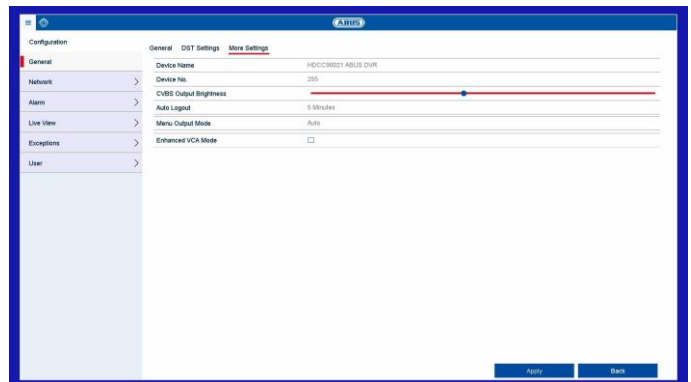 ABUS
Configuration
General DST Settings More Settings
General
Device Name HDCC90021 ABUS DVR
Network
Device No. 255
CVBS Output Brightness
Alarm
Auto Logout 5 Minutes
Live View
Menu Output Mode Auto
Exceptions
Enhanced VCA Mode
User
Apply Back